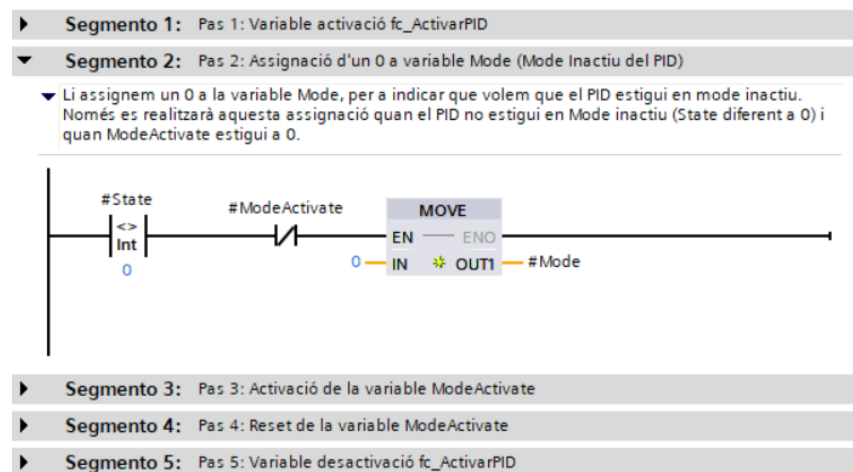 Segmento 1: Pas 1: Variable activació fc_ActivarPID
Segmento 2: Pas 2: Assignació d'un 0 a variable Mode (Mode Inactiu del PID)
Li assignem un 0 a la variable Mode, per a indicar que volem que el PID estigui en mode inactiu.
Només es realitzarà aquesta assignació quan el PID no estigui en Mode inactiu (State diferent a 0) i
quan ModeActivate estigui a 0.
#State
#ModeActivate
MOVE
<>
Int
0
EN
ENO
0
IN
OUT1
#Mode
Segmento 3: Pas 3: Activació de la variable ModeActivate
Segmento 4: Pas 4: Reset de la variable ModeActivate
Segmento 5: Pas 5: Variable desactivació fc_ActivarPID